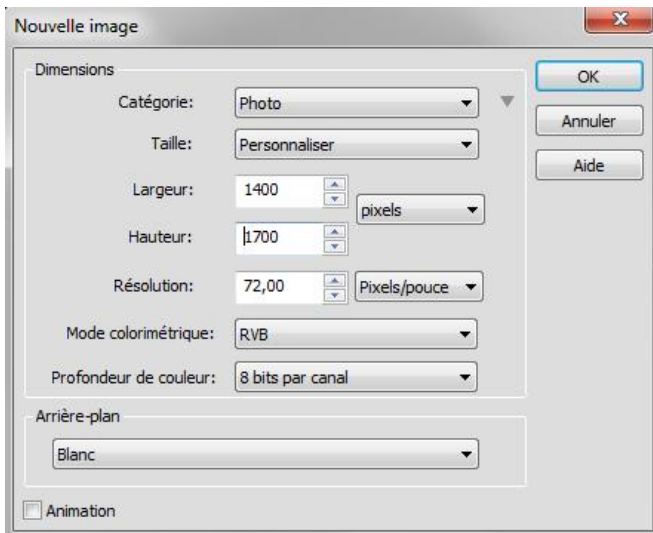 Nouvelle image
Dimensions
OK
Catégorie: Photo
Annuler
Taille: Personnaliser
Aide
Largeur: 1400
pixels
Hauteur: 1700
Résolution: 72,00 Pixels/pouce
Mode colorimétrique: RVB
Profondeur de couleur: 8 bits par canal
Arrière-plan
Blanc
Animation